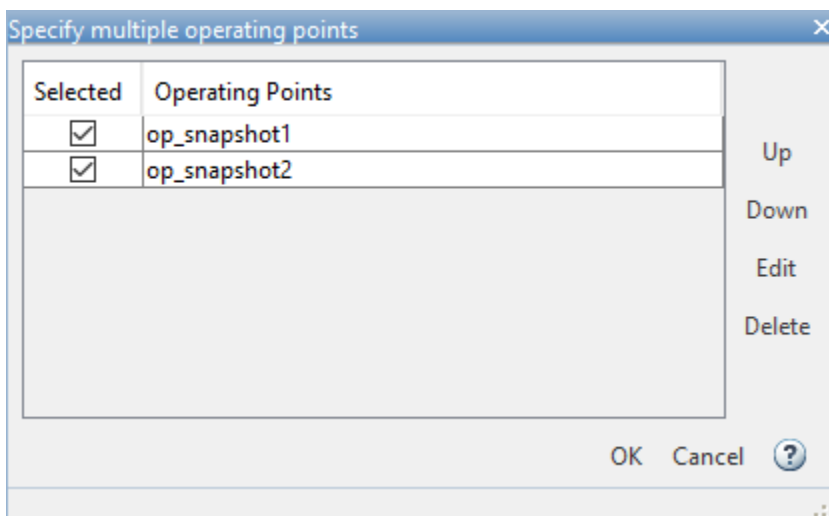 Specify multiple operating points
Selected Operating Points
op_snapshot1
op_snapshot2
Up
Down
Edit
Delete
OK Cancel ?